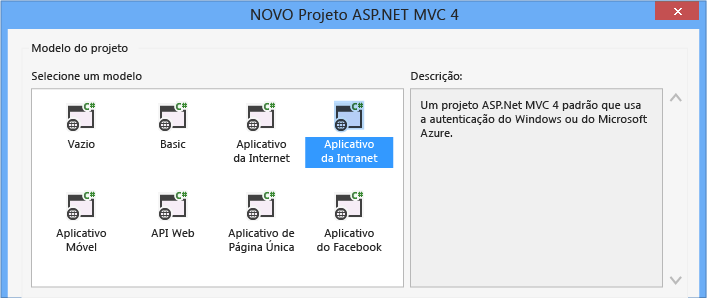 NOVO Projeto ASP.NET MVC 4
Modelo do projeto
Selecione um modelo
Descrição:
C# C# C# C#
Vazio
Basic
Aplicativo
da Internet
Aplicativo
da Intranet
C# C# C# C#
Aplicativo
Móvel
API Web
Aplicativo de
Página Única
Aplicativo
do Facebook
Um projeto ASP.Net MVC 4 padrão que usa
a autenticação do Windows ou do Microsoft
Azure.